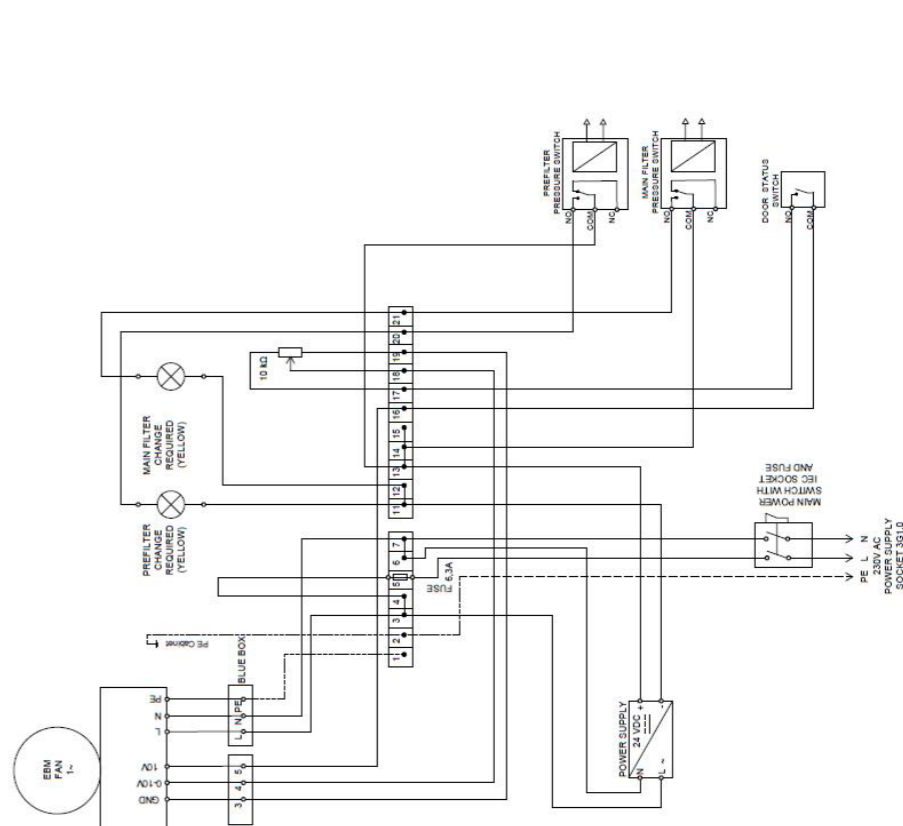 PREFILTER
PRESSURE SWITCH
NO
COM
NC
MAIN FILTER
PRESSURE SWITCH
NO
COM
NC
DOOR STATUS
SWITCH
NO
COM
21
20
19
18
17
16
15
14
13
12
11
10 kΩ
MAIN FILTER
CHANGE
REQUIRED
(YELLOW)
PREFILTER
CHANGE
REQUIRED
(YELLOW)
7
6
5
4
3
2
1
FUSE 6,3A
MAIN POWER
SWITCH WITH
IEC SOCKET
AND FUSE
PE L N
230V AC
POWER SUPPLY
SOCKET 3G1.0
PE Cabinet
BLUE BOX
L N PE
PE
N
L
10V
0-10V
GND
5
4
3
EBM
FAN
1~
POWER SUPPLY
24 VDC
+
-
N
L ~